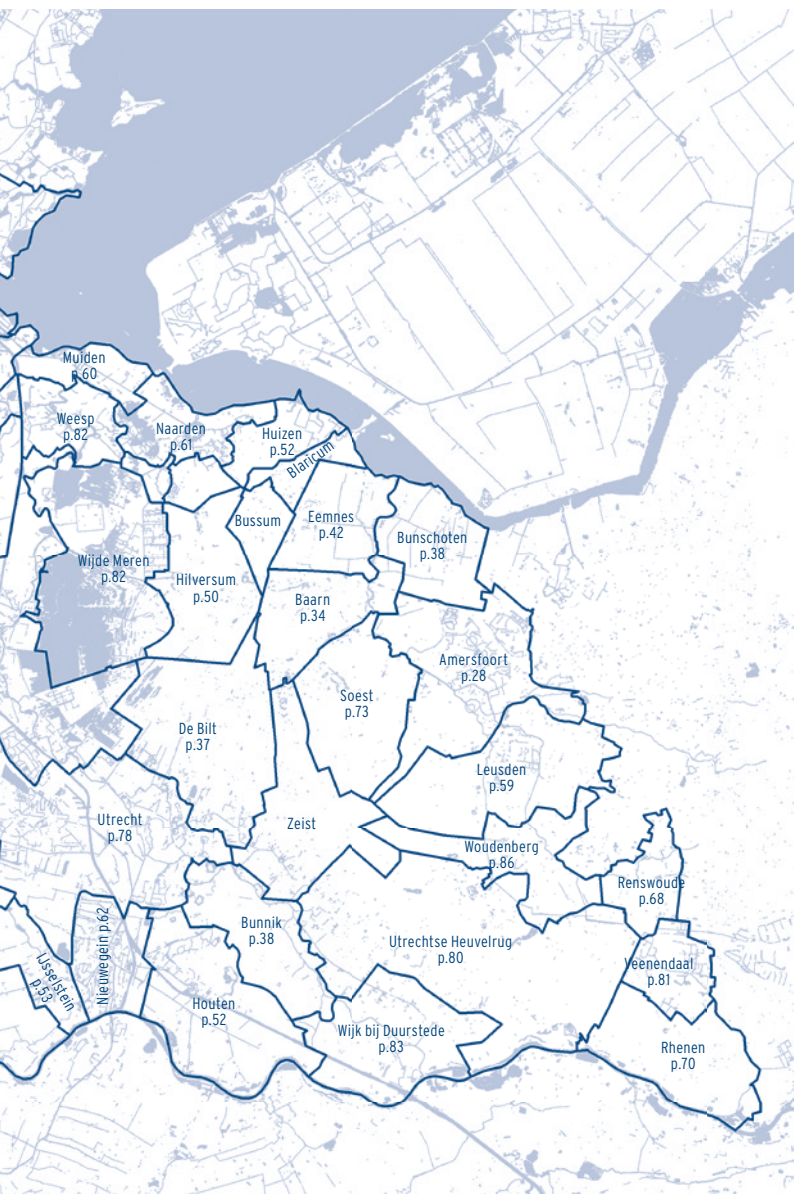 Muiden
p.60
Weesp
p.82
Naarden
p.61
Huizen
p.52
Blaricum
Bussum
Eemnes
p.42
Bunschoten
p.38
Wijde Meren
p.82
Hilversum
p.50
Baarn
p.34
Amersfoort
p.28
Soest
p.73
De Bilt
p.37
Leusden
p.59
Utrecht
p.78
Zeist
Woudenberg
p.86
Renswoude
p.68
Bunnik
p.38
Nieuwegein p.62
Utrechtse Heuvelrug
p.80
IJsselstein
p.53
Veenendaal
p.81
Houten
p.52
Wijk bij Duurstede
p.83
Rhenen
p.70